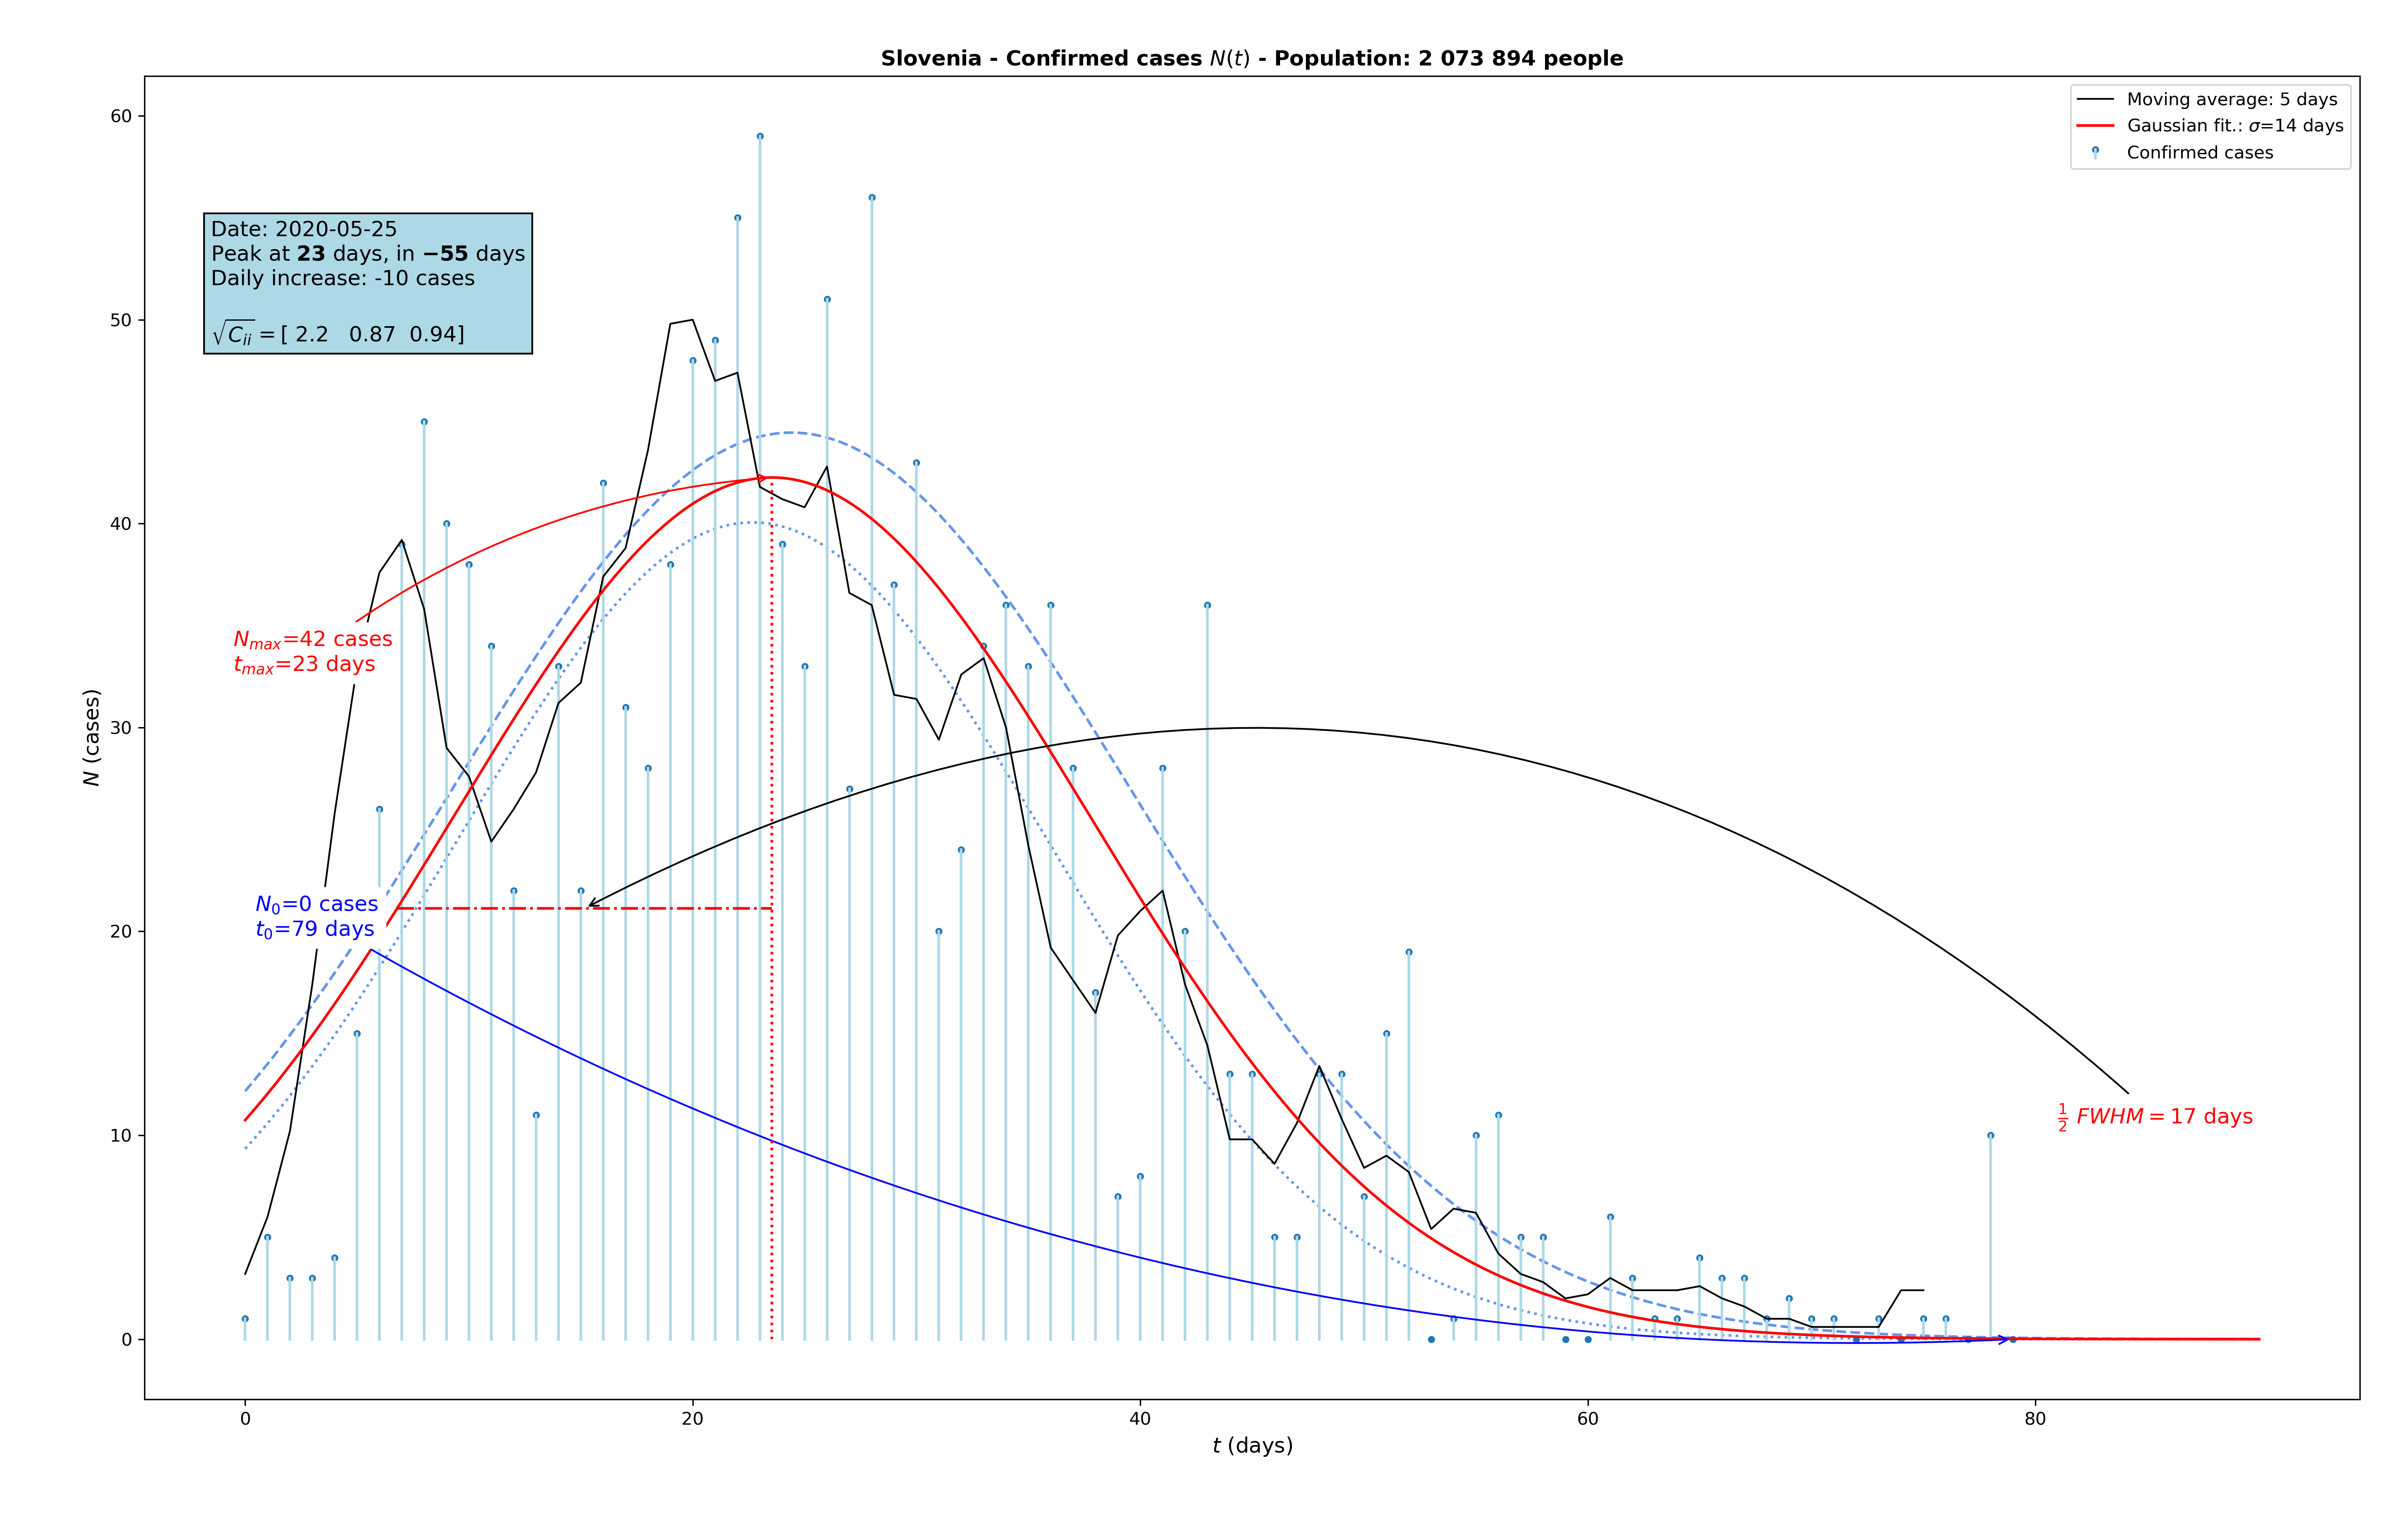 Slovenia - Confirmed cases N(t) - Population: 2 073 894 people
Moving average: 5 days
Gaussian fit.: σ=14 days
Confirmed cases
Date: 2020-05-25
Peak at 23 days, in −55 days
Daily increase: -10 cases
√C_ii = [ 2.2 0.87 0.94]
N_max=42 cases
t_max=23 days
N_0=0 cases
t_0=79 days
1/2 FWHM = 17 days
N (cases)
60
50
40
30
20
10
0
0 20 40 60 80
t (days)